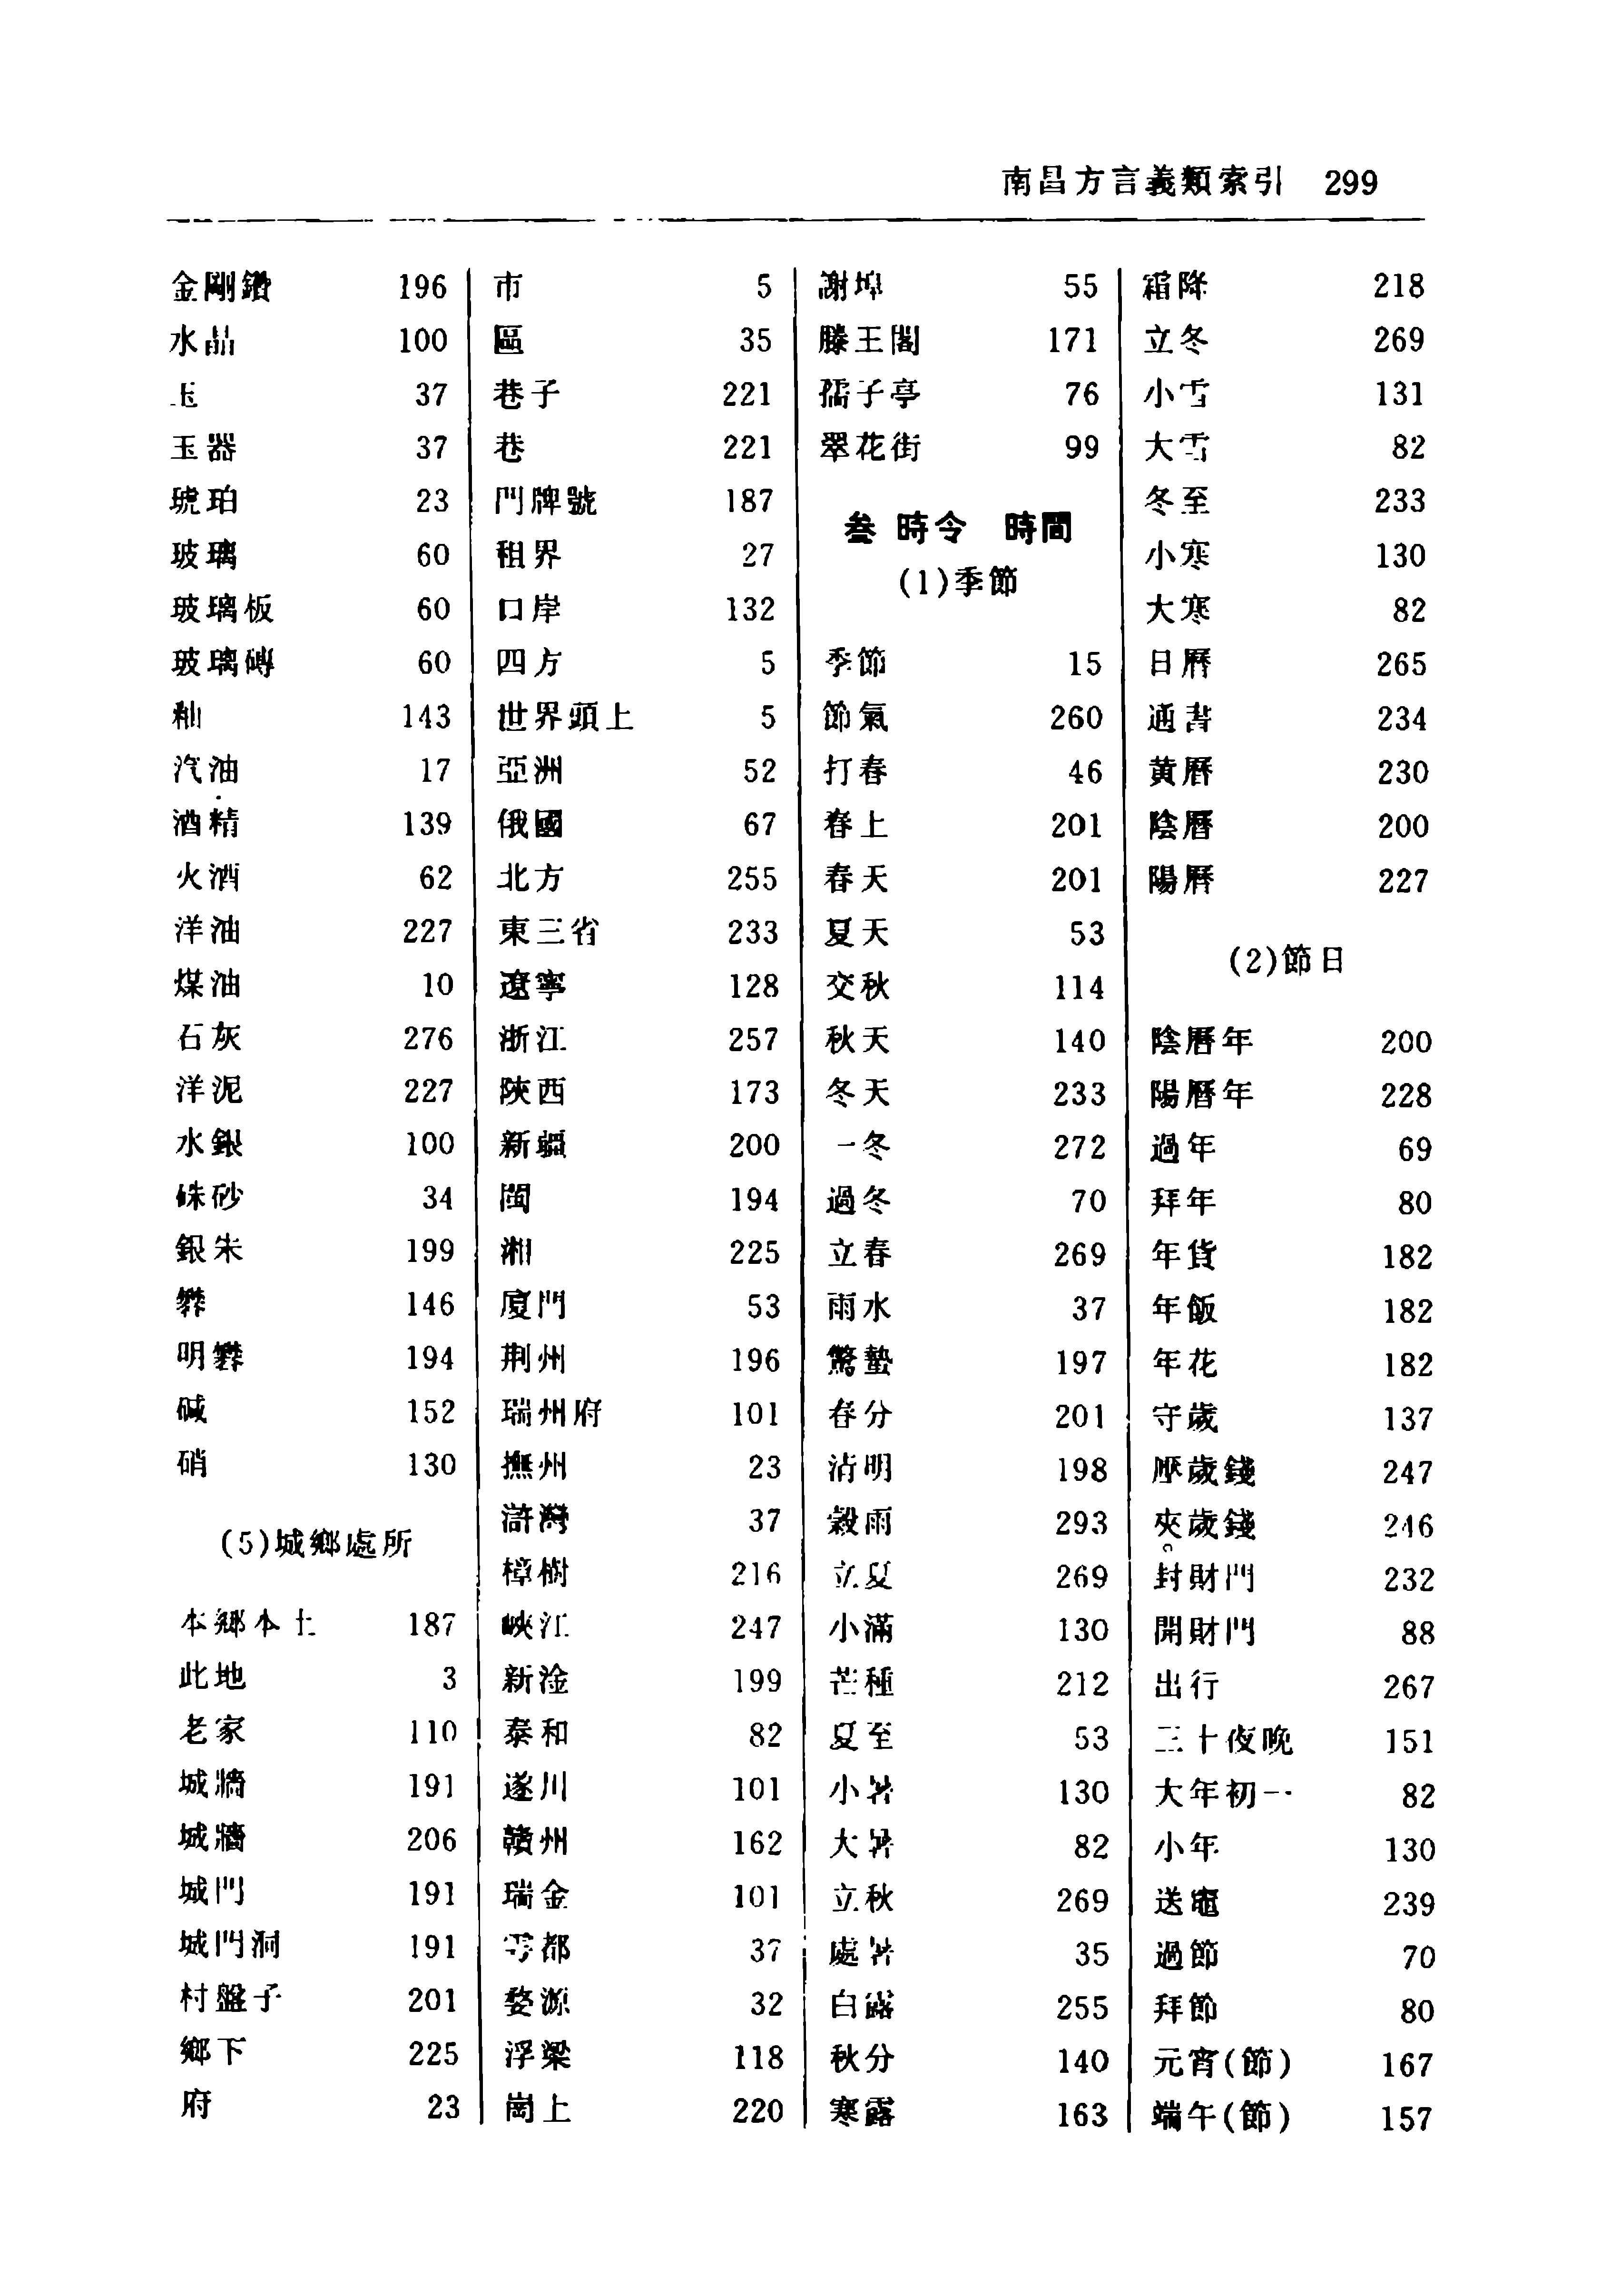 南昌方言義類索引 299
金剛鑽 196
水晶 100
玉 37
玉器 37
琥珀 23
玻璃 60
玻璃板 60
玻璃磚 60
釉 143
汽油 17
酒精 139
火酒 62
洋油 227
煤油 10
石灰 276
洋泥 227
水銀 100
硃砂 34
銀朱 199
礬 146
明礬 194
碱 152
硝 130
(5)城鄉處所
本鄉本土 187
此地 3
老家 110
城牆 191
城牆 206
城門 191
城門洞 191
村盤子 201
鄉下 225
府 23
市 5
區 35
巷子 221
巷 221
門牌號 187
租界 27
口岸 132
四方 5
世界頭上 5
亞洲 52
俄國 67
北方 255
東三省 233
遼寧 128
浙江 257
陝西 173
新疆 200
閩 194
湘 225
廈門 53
荆州 196
瑞州府 101
撫州 23
滸灣 37
樟樹 216
峽江 247
新淦 199
泰和 82
遂川 101
贛州 162
瑞金 101
雩都 37
婺源 32
浮梁 118
崗上 220
謝埠 55
滕王閣 171
孺子亭 76
翠花街 99
叁 時令 時間
(1)季節
季節 15
節氣 260
打春 46
春上 201
春天 201
夏天 53
交秋 114
秋天 140
冬天 233
一冬 272
過冬 70
立春 269
雨水 37
驚蟄 197
春分 201
清明 198
穀雨 293
立夏 269
小滿 130
芒種 212
夏至 53
小暑 130
大暑 82
立秋 269
處暑 35
白露 255
秋分 140
寒露 163
霜降 218
立冬 269
小雪 131
大雪 82
冬至 233
小寒 130
大寒 82
日曆 265
通書 234
黄曆 230
陰曆 200
陽曆 227
(2)節日
陰曆年 200
陽曆年 228
過年 69
拜年 80
年貨 182
年飯 182
年花 182
守歲 137
壓歲錢 247
夾歲錢 246
封財門 232
開財門 88
出行 267
三十夜晚 151
大年初一 82
小年 130
送竈 239
過節 70
拜節 80
元宵(節) 167
端午(節) 157